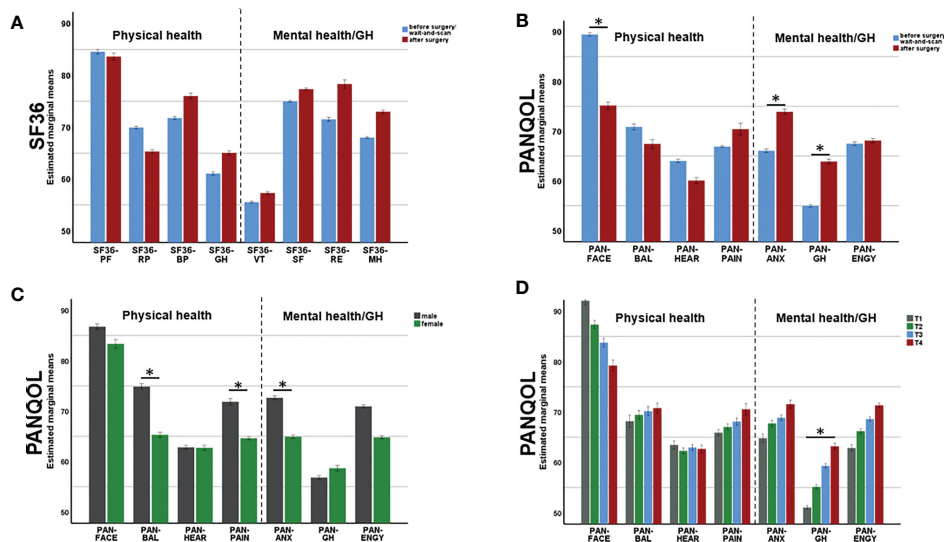 A
Physical health
Mental health/GH
before surgery/
wait-and-scan
after surgery
SF36
Estimated marginal means
90
80
70
60
50
SF36-
PF
SF36-
RP
SF36-
BP
SF36-
GH
SF36-
VT
SF36-
SF
SF36-
RE
SF36-
MH
B
Physical health
Mental health/GH
before surgery/
wait-and-scan
after surgery
PANQOL
Estimated marginal means
90
80
70
60
50
*
*
*
PAN-
FACE
PAN-
BAL
PAN-
HEAR
PAN-
PAIN
PAN-
ANX
PAN-
GH
PAN-
ENGY
C
Physical health
Mental health/GH
male
female
PANQOL
Estimated marginal means
90
80
70
60
50
*
*
*
PAN-
FACE
PAN-
BAL
PAN-
HEAR
PAN-
PAIN
PAN-
ANX
PAN-
GH
PAN-
ENGY
D
Physical health
Mental health/GH
T1
T2
T3
T4
PANQOL
Estimated marginal means
90
80
70
60
50
*
PAN-
FACE
PAN-
BAL
PAN-
HEAR
PAN-
PAIN
PAN-
ANX
PAN-
GH
PAN-
ENGY